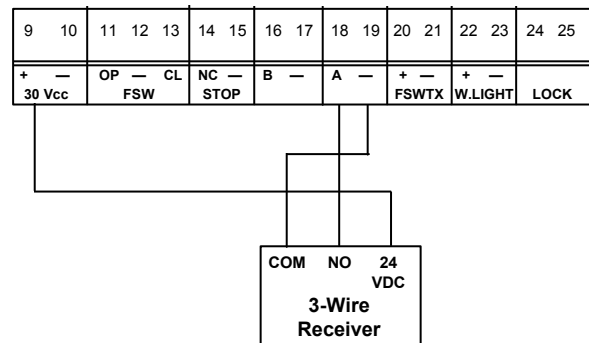 9 10 11 12 13 14 15 16 17 18 19 20 21 22 23 24 25
+ — OP — CL NC — B — A — + — + —
30 Vcc FSW STOP FSWTX W.LIGHT LOCK
COM NO 24
VDC
3-Wire
Receiver